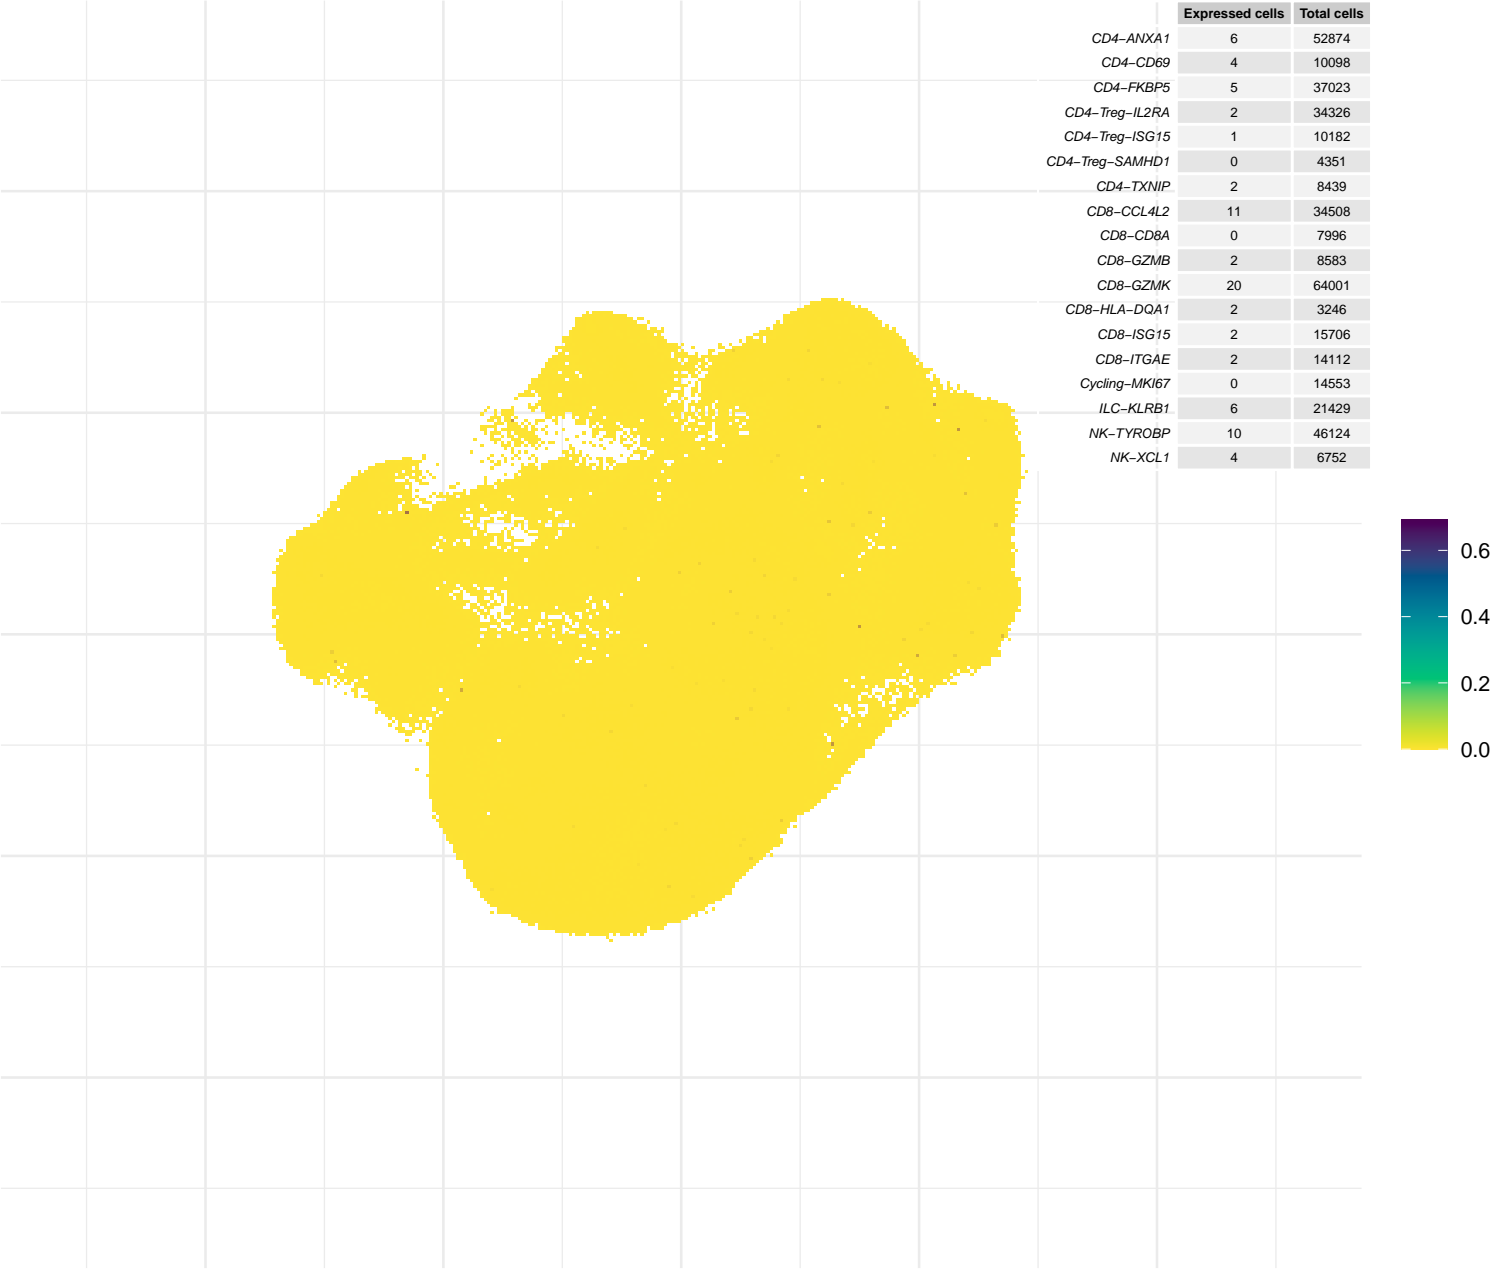 Expressed cells Total cells
CD4−ANXA1 6 52874
CD4−CD69 4 10098
CD4−FKBP5 5 37023
CD4−Treg−IL2RA 2 34326
CD4−Treg−ISG15 1 10182
CD4−Treg−SAMHD1 0 4351
CD4−TXNIP 2 8439
CD8−CCL4L2 11 34508
CD8−CD8A 0 7996
CD8−GZMB 2 8583
CD8−GZMK 20 64001
CD8−HLA−DQA1 2 3246
CD8−ISG15 2 15706
CD8−ITGAE 2 14112
Cycling−MKI67 0 14553
ILC−KLRB1 6 21429
NK−TYROBP 10 46124
NK−XCL1 4 6752
0.6
0.4
0.2
0.0